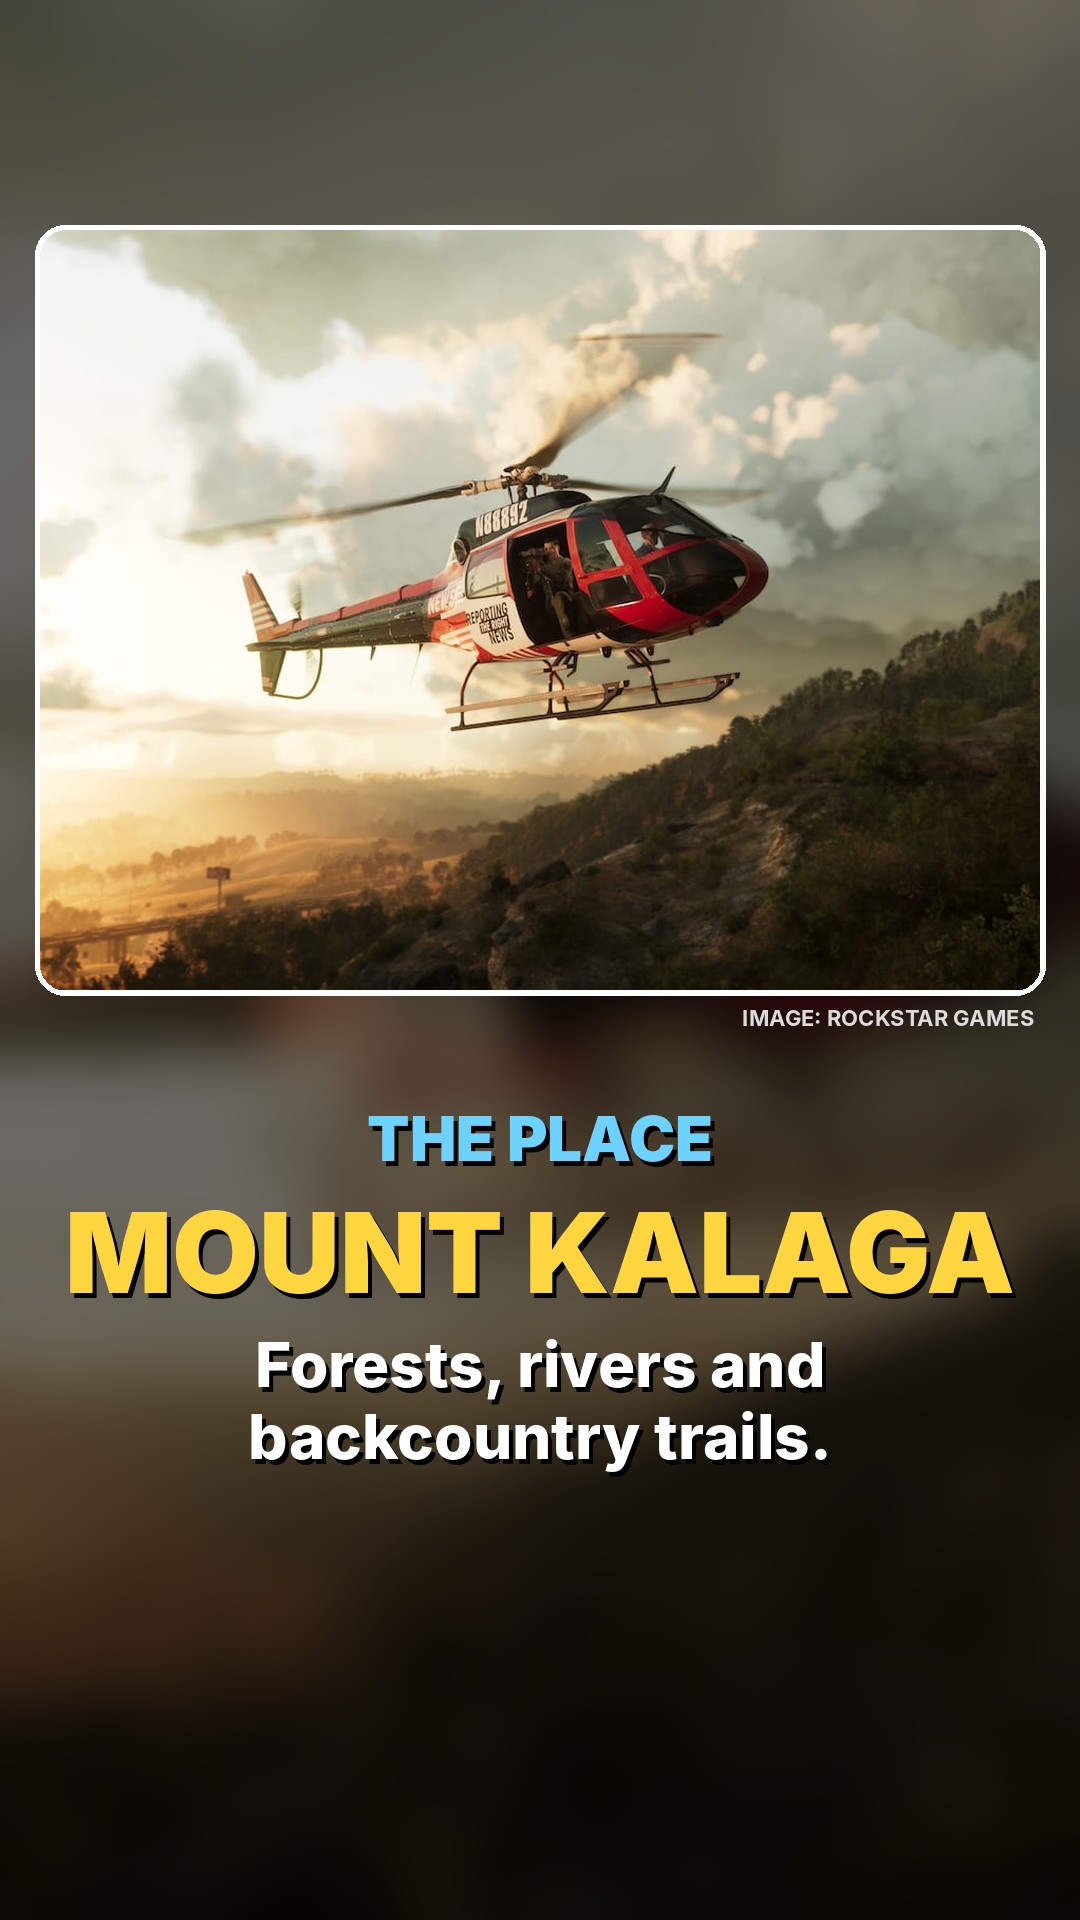 N88892
NEWS
REPORTING
THE RIGHT
NEWS
IMAGE: ROCKSTAR GAMES
THE PLACE
MOUNT KALAGA
Forests, rivers and
backcountry trails.